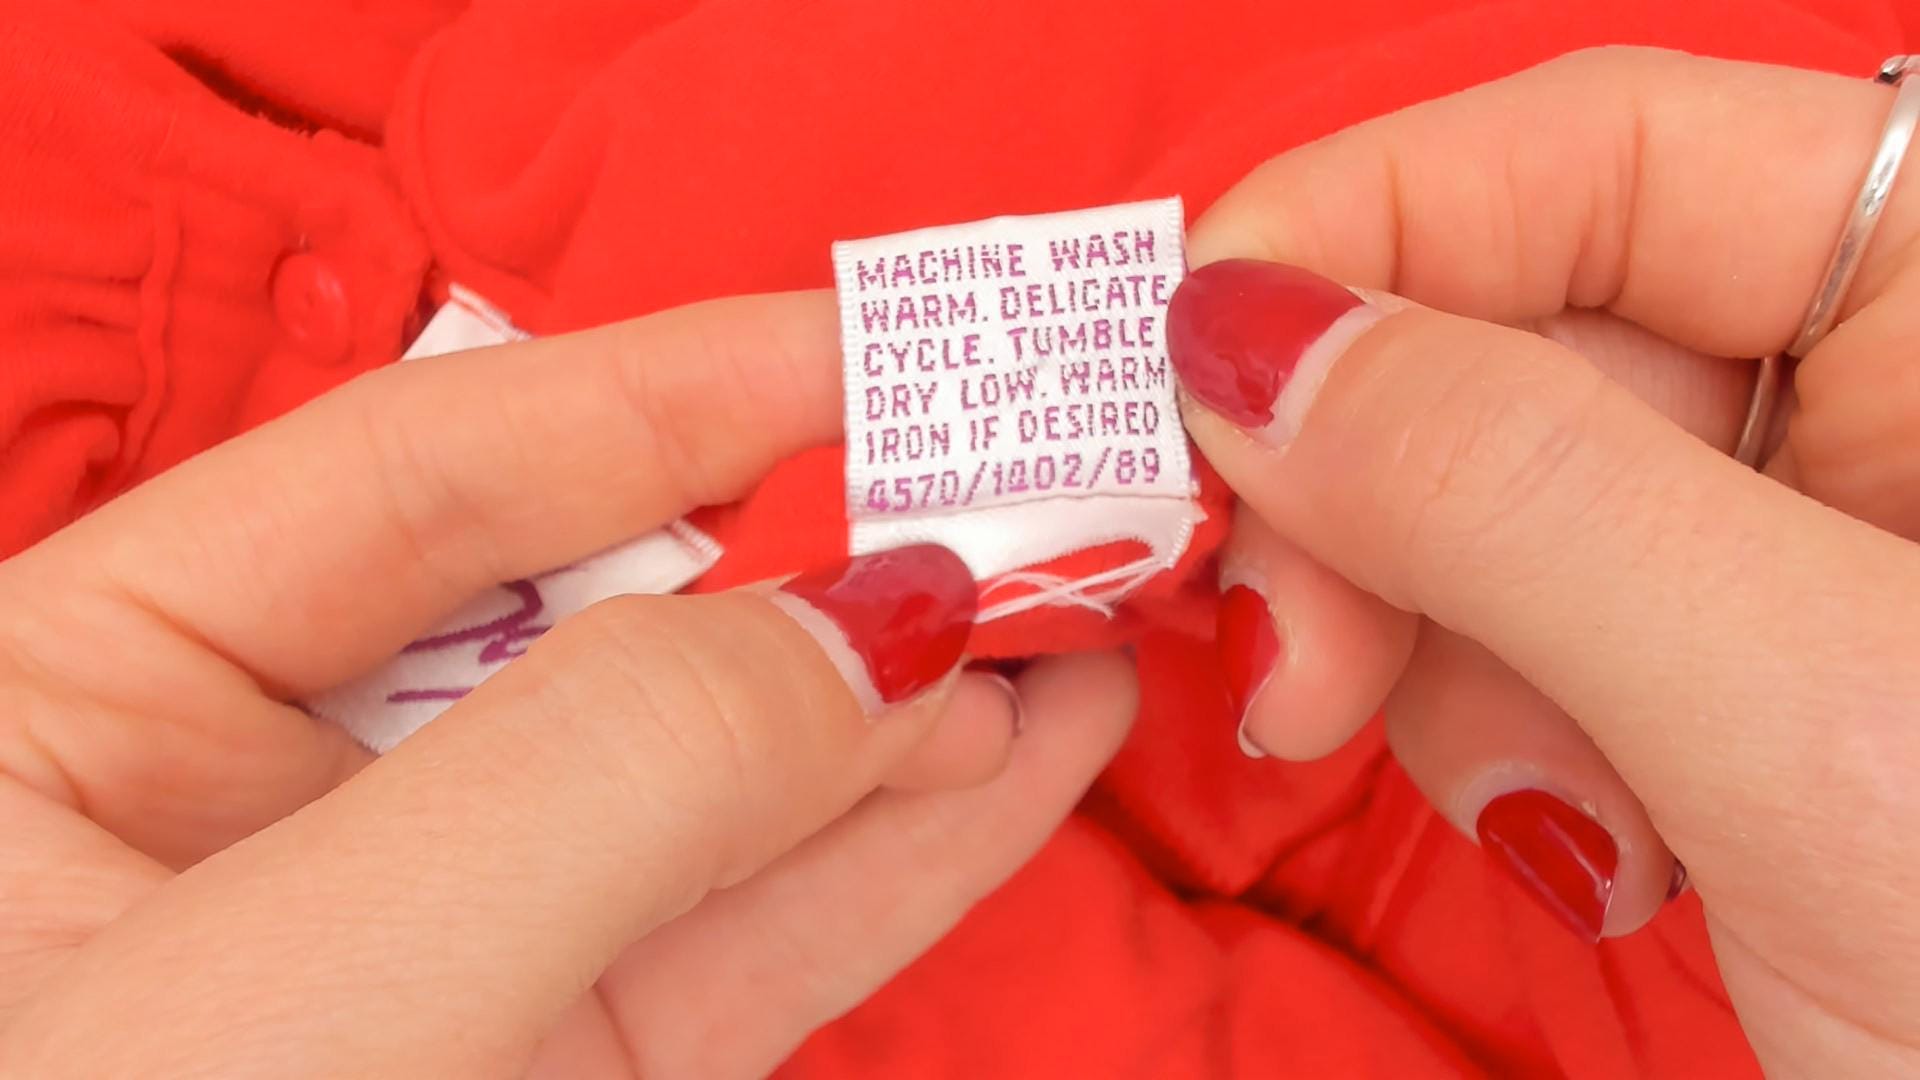 MACHINE WASH
WARM. DELICATE
CYCLE. TUMBLE
DRY LOW. WARM
IRON IF DESIRED
4570/1402/89